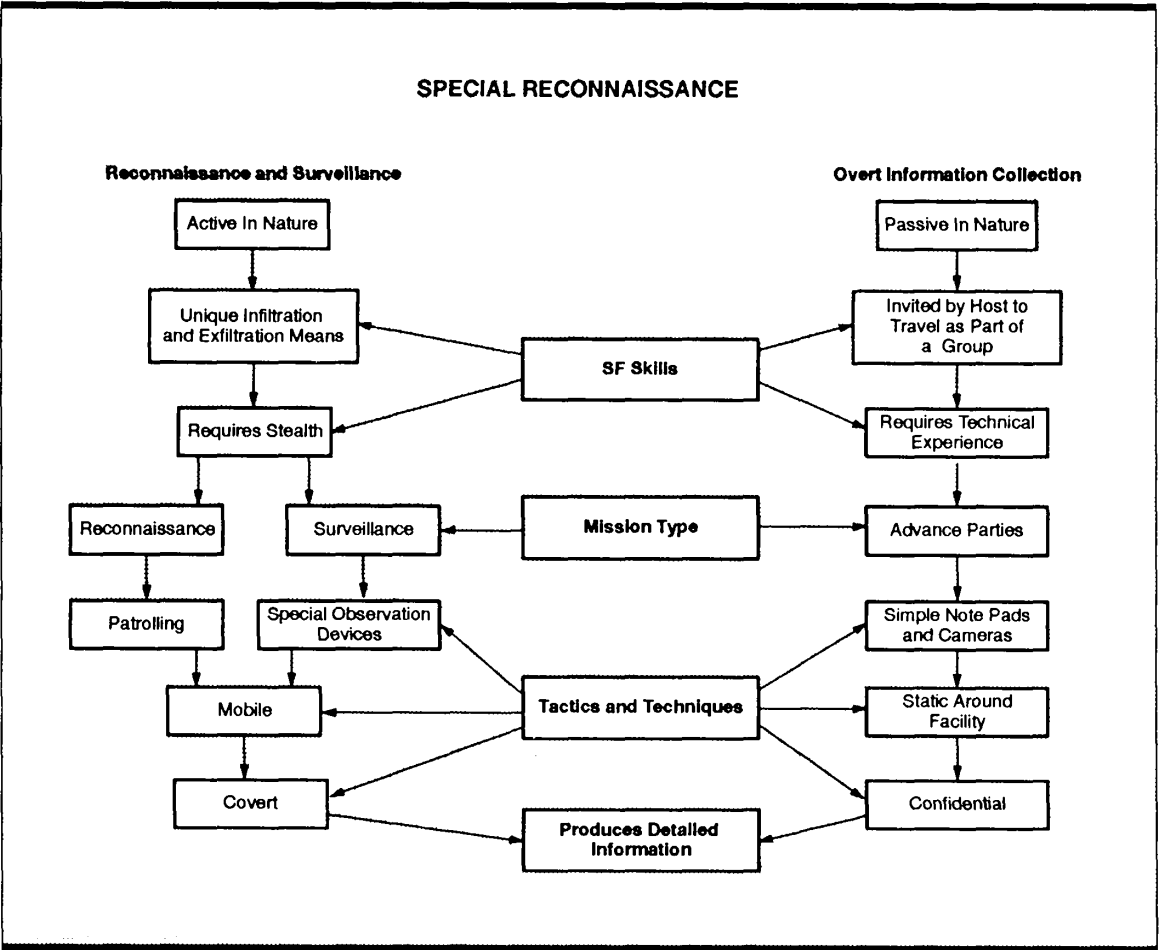 SPECIAL RECONNAISSANCE
Reconnaissance and Surveillance
Overt Information Collection
Active In Nature
Passive In Nature
Unique Infiltration
and Exfiltration Means
Invited by Host to
Travel as Part of
a Group
SF Skills
Requires Stealth
Requires Technical
Experience
Reconnaissance
Surveillance
Mission Type
Advance Parties
Patrolling
Special Observation
Devices
Simple Note Pads
and Cameras
Mobile
Tactics and Techniques
Static Around
Facility
Covert
Confidential
Produces Detailed
Information